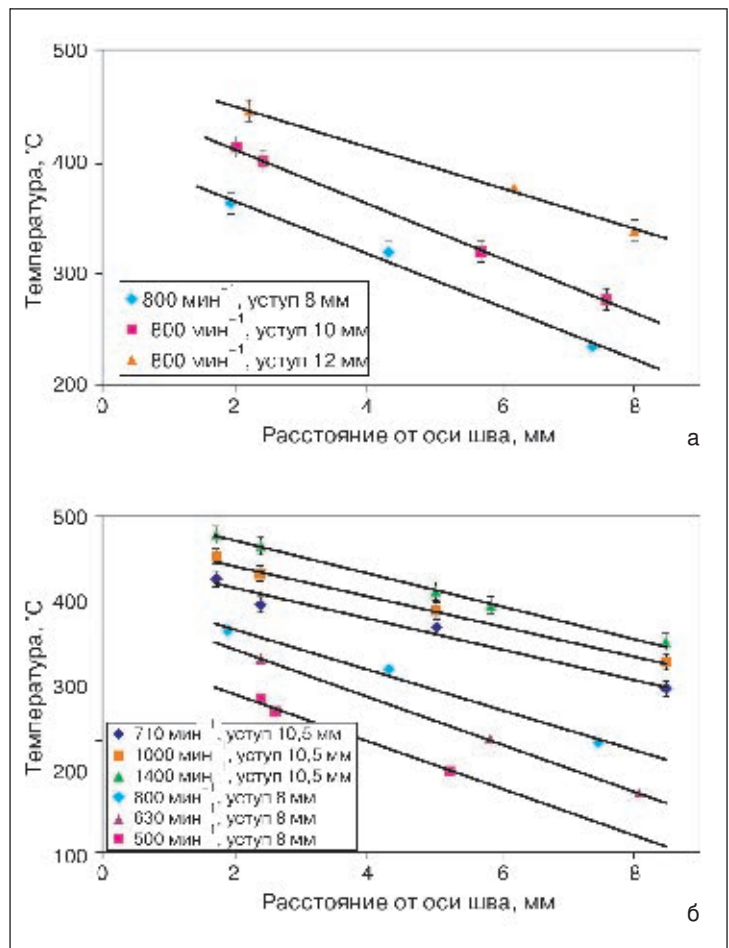 500
400
300
200
Температура, °С
800 мин⁻¹, уступ 8 мм
800 мин⁻¹, уступ 10 мм
800 мин⁻¹, уступ 12 мм
0 2 4 6 8
Расстояние от оси шва, мм
а
500
400
300
200
100
Температура, °С
710 мин⁻¹, уступ 10,5 мм
1000 мин⁻¹, уступ 10,5 мм
1400 мин⁻¹, уступ 10,5 мм
800 мин⁻¹, уступ 8 мм
630 мин⁻¹, уступ 8 мм
500 мин⁻¹, уступ 8 мм
0 2 4 6 8
Расстояние от оси шва, мм
б